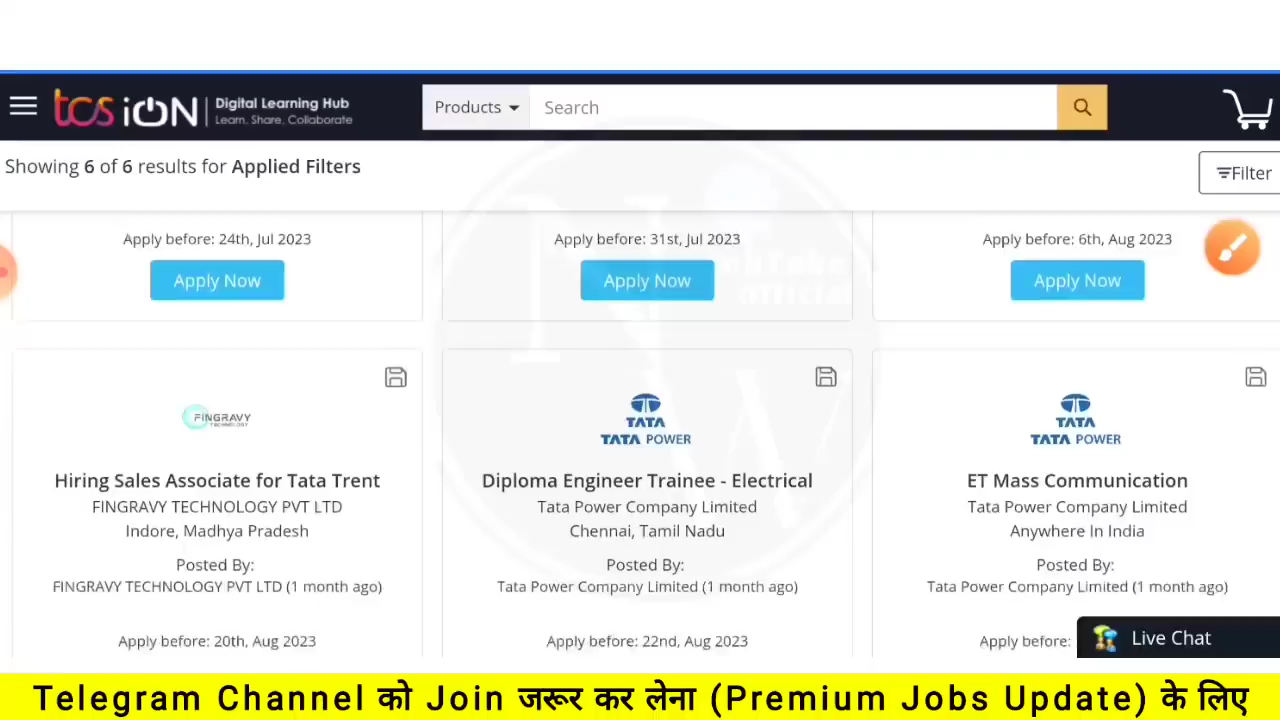 tcs iON | Digital Learning Hub
Learn. Share. Collaborate
Products
Search
Showing 6 of 6 results for Applied Filters
Filter
Apply before: 24th, Jul 2023
Apply before: 31st, Jul 2023
Apply before: 6th, Aug 2023
Apply Now
Apply Now
Apply Now
FINGRAVY
TECHNOLOGY
TATA
TATA POWER
TATA
TATA POWER
Hiring Sales Associate for Tata Trent
FINGRAVY TECHNOLOGY PVT LTD
Indore, Madhya Pradesh
Posted By:
FINGRAVY TECHNOLOGY PVT LTD (1 month ago)
Apply before: 20th, Aug 2023
Diploma Engineer Trainee - Electrical
Tata Power Company Limited
Chennai, Tamil Nadu
Posted By:
Tata Power Company Limited (1 month ago)
Apply before: 22nd, Aug 2023
ET Mass Communication
Tata Power Company Limited
Anywhere In India
Posted By:
Tata Power Company Limited (1 month ago)
Apply before:
Live Chat
Telegram Channel को Join जरूर कर लेना (Premium Jobs Update) के लिए